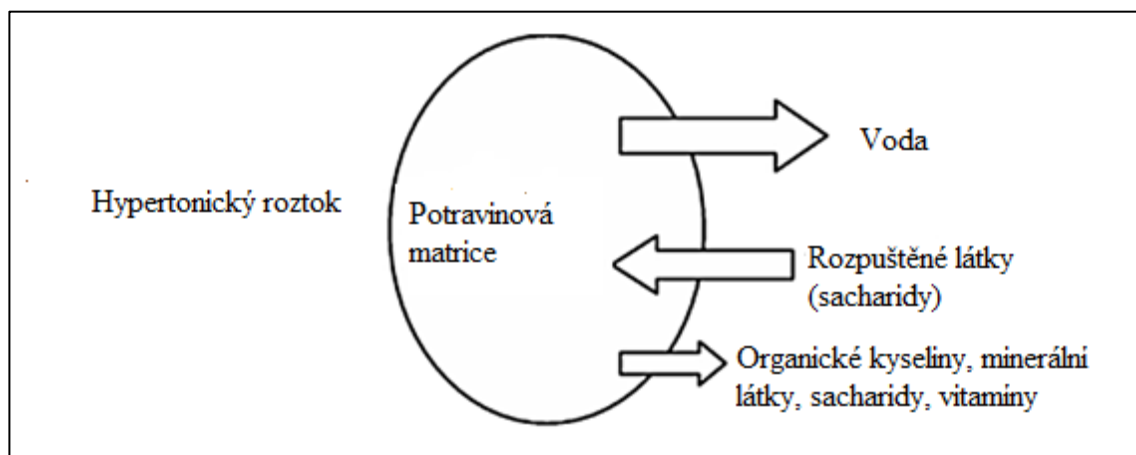 Voda
Hypertonický roztok
Potravinová
matrice
Rozpuštěné látky
(sacharidy)
Organické kyseliny, minerální
látky, sacharidy, vitamíny